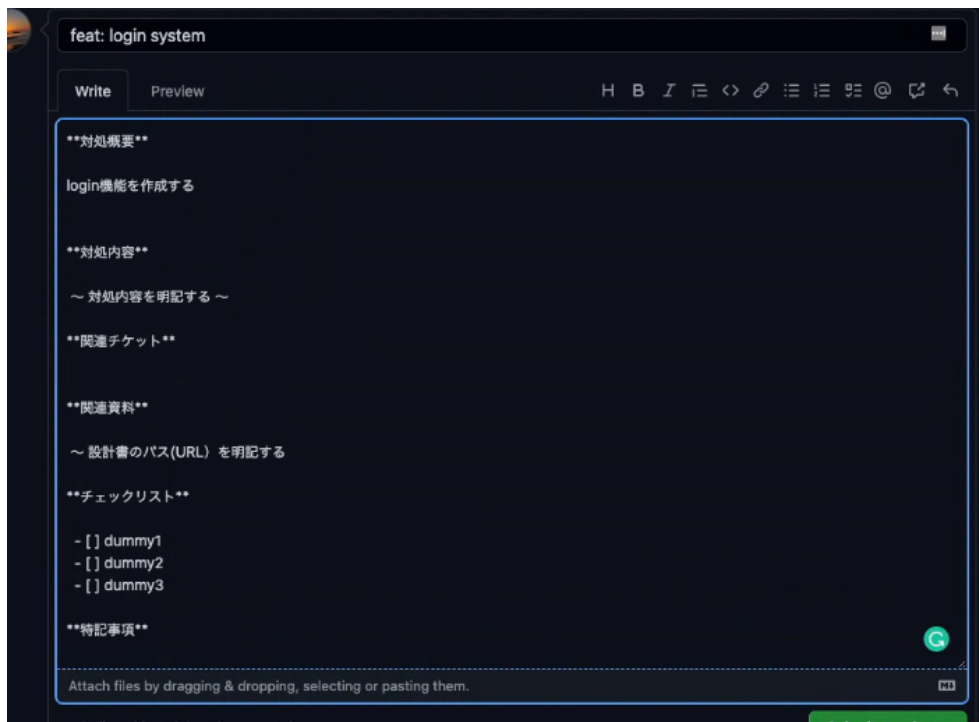 feat: login system
Write Preview
**対処概要**
login機能を作成する
**対処内容**
～ 対処内容を明記する ～
**関連チケット**
**関連資料**
～ 設計書のパス(URL）を明記する
**チェックリスト**
- [ ] dummy1
- [ ] dummy2
- [ ] dummy3
**特記事項**
Attach files by dragging & dropping, selecting or pasting them.